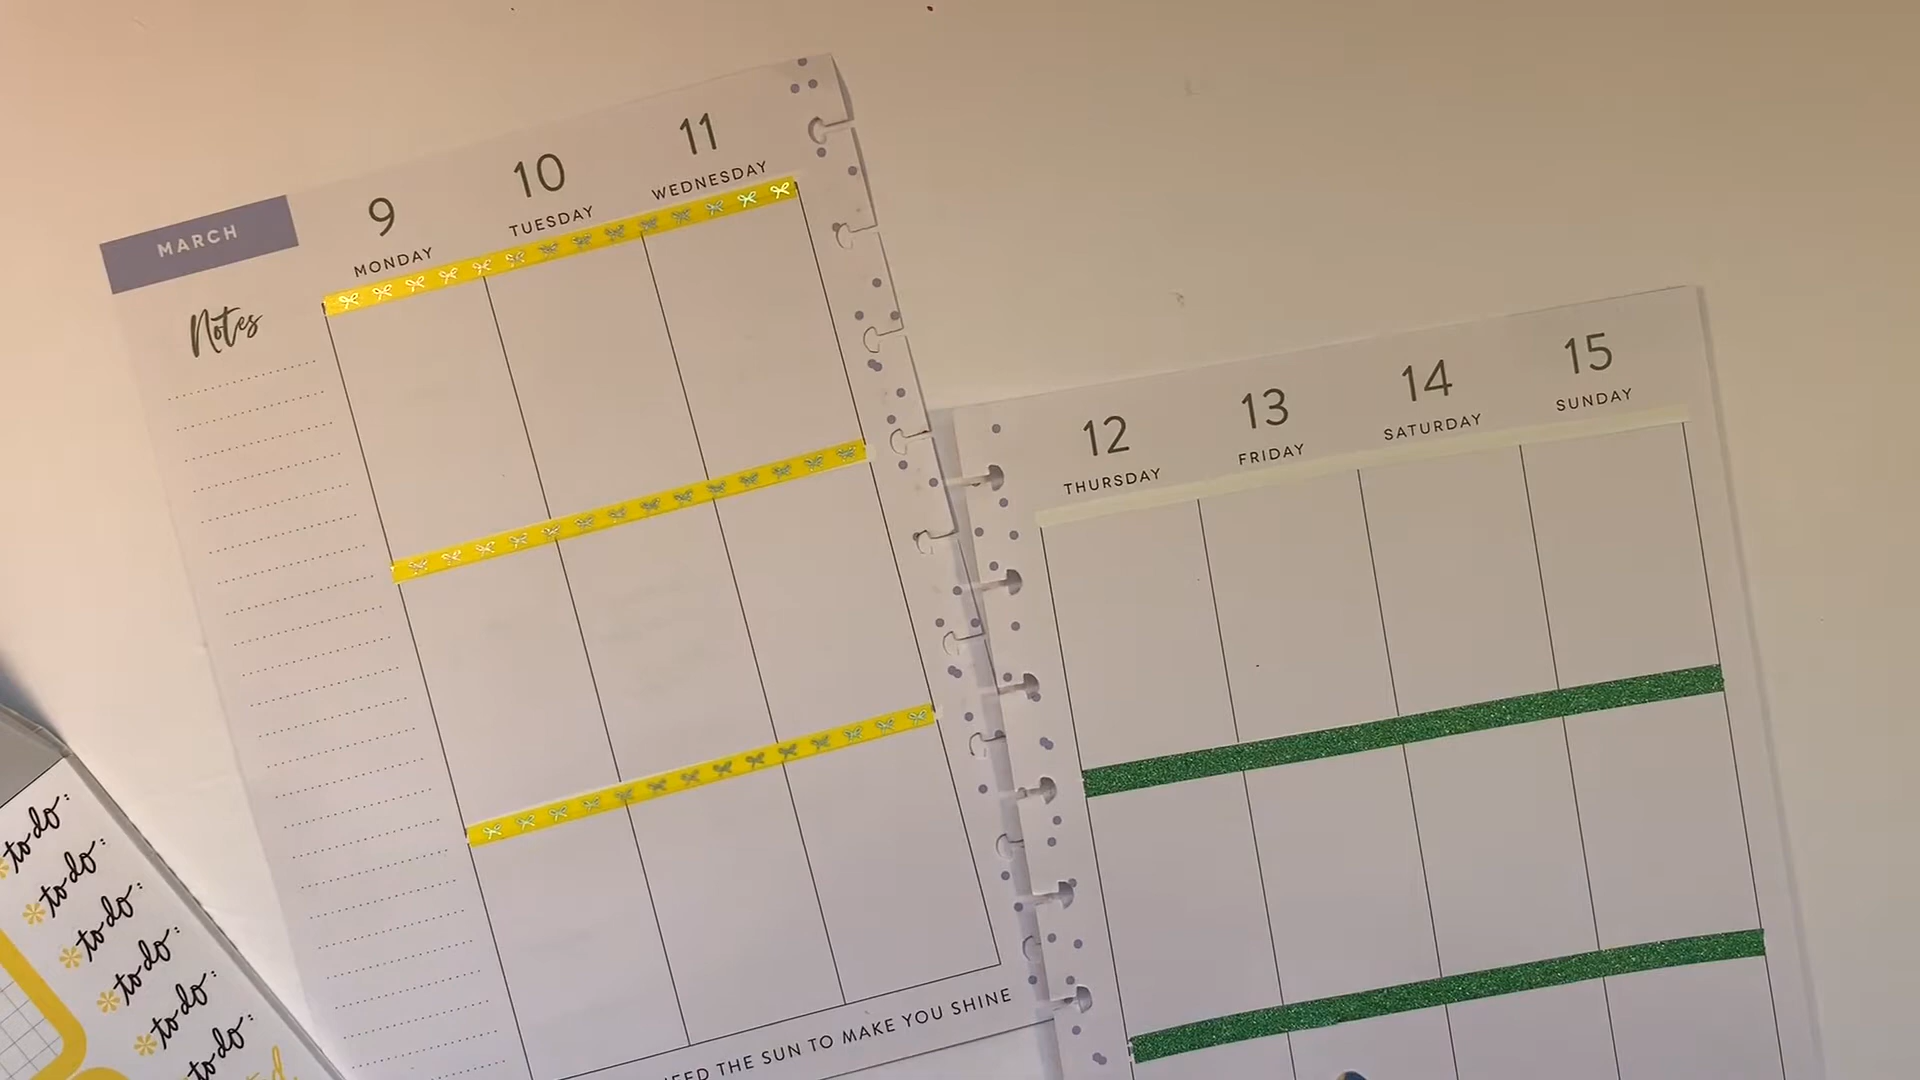 MARCH
Notes
9
MONDAY
10
TUESDAY
11
WEDNESDAY
12
THURSDAY
13
FRIDAY
14
SATURDAY
15
SUNDAY
THE SUN TO MAKE YOU SHINE
to do:
to do:
to do:
to do:
to do:
to do: